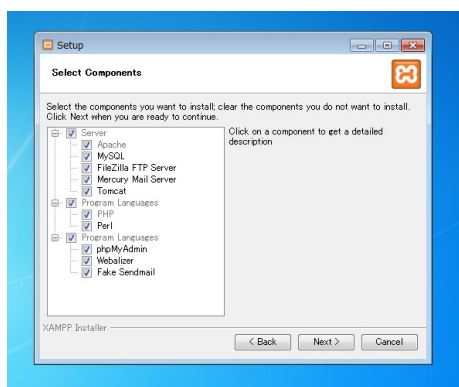 Setup
Select Components
Select the components you want to install; clear the components you do not want to install.
Click Next when you are ready to continue.
Server
Apache
MySQL
FileZilla FTP Server
Mercury Mail Server
Tomcat
Program Languages
PHP
Perl
Program Languages
phpMyAdmin
Webalizer
Fake Sendmail
Click on a component to get a detailed
description
XAMPP Installer
< Back
Next >
Cancel